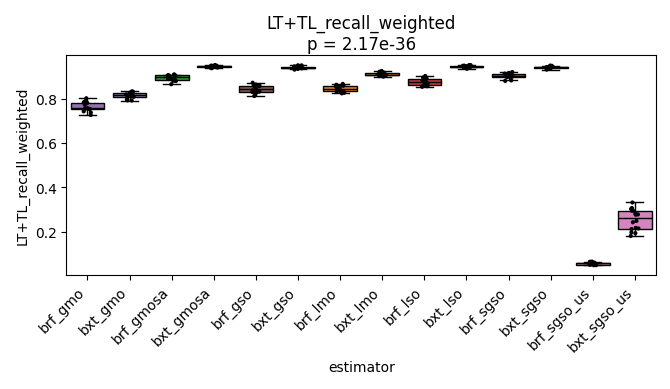 LT+TL_recall_weighted
p = 2.17e-36
LT+TL_recall_weighted
0.8
0.6
0.4
0.2
brf_gmo
bxt_gmo
brf_gmosa
bxt_gmosa
brf_gso
bxt_gso
brf_lmo
bxt_lmo
brf_lso
bxt_lso
brf_sgso
bxt_sgso
brf_sgso_us
bxt_sgso_us
estimator